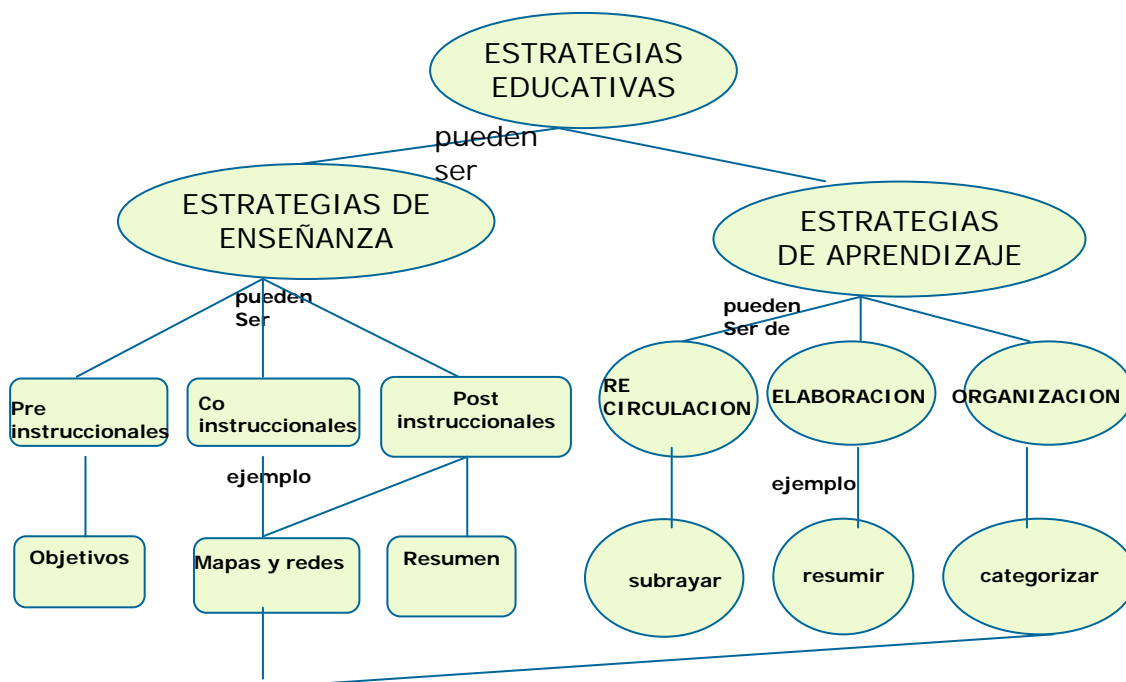 ESTRATEGIAS
EDUCATIVAS
pueden
ser
ESTRATEGIAS DE
ENSEÑANZA
ESTRATEGIAS
DE APRENDIZAJE
pueden
Ser
pueden
Ser de
Pre
instruccionales
Co
instruccionales
Post
instruccionales
RE
CIRCULACION
ELABORACION
ORGANIZACION
ejemplo
ejemplo
Objetivos
Mapas y redes
Resumen
subrayar
resumir
categorizar